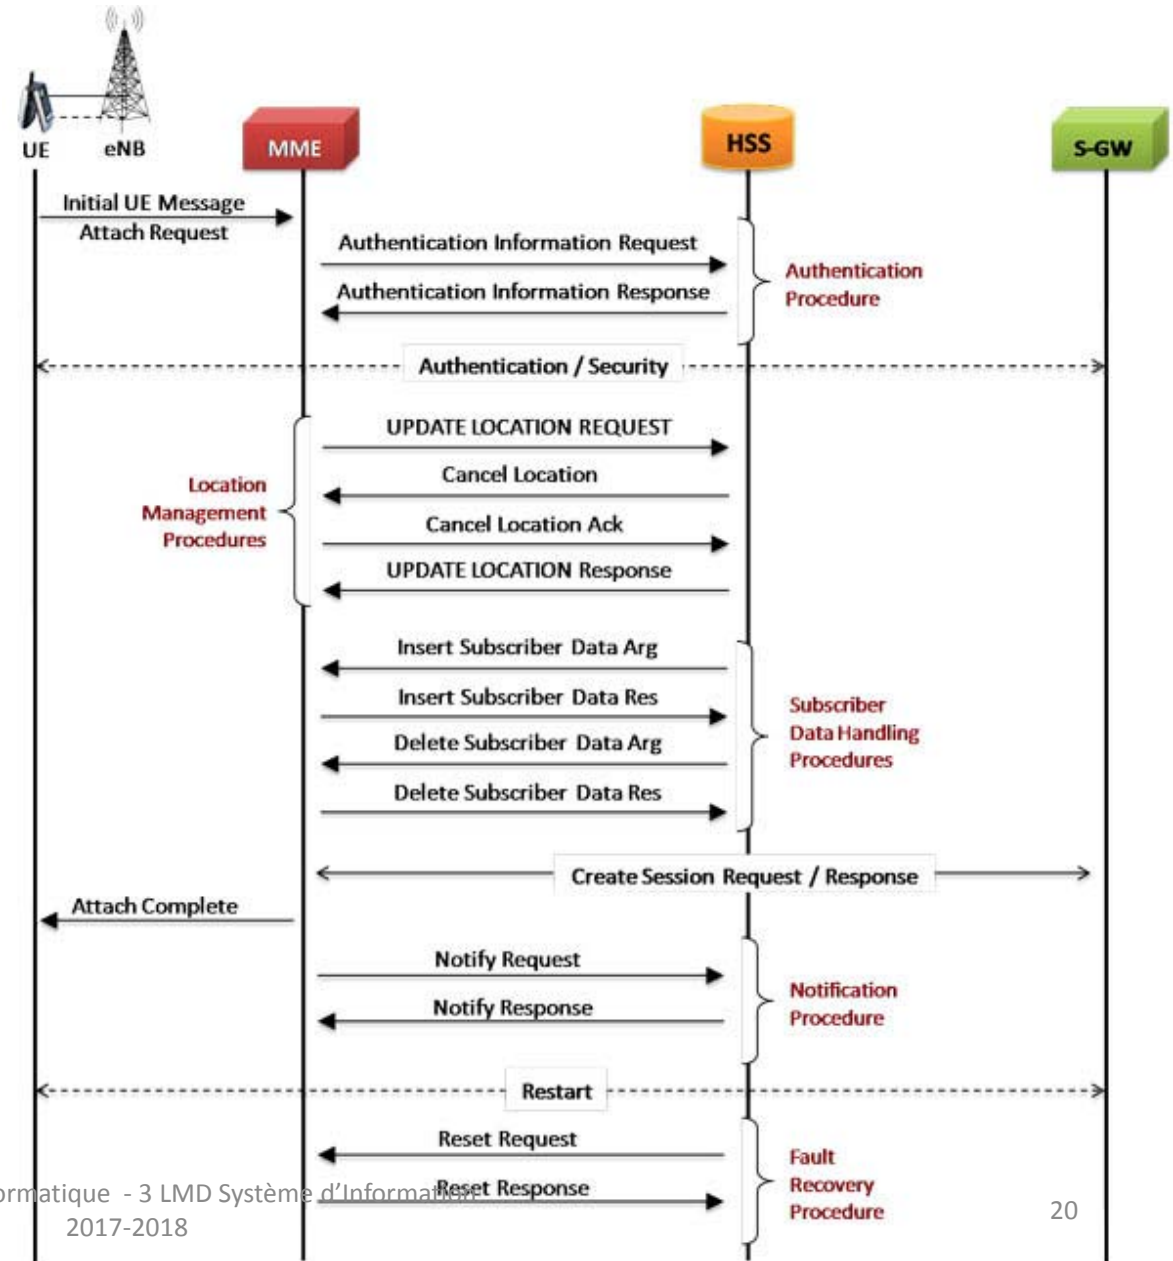 UE
eNB
MME
HSS
S-GW
Initial UE Message
Attach Request
Authentication Information Request
Authentication Information Response
Authentication
Procedure
Authentication / Security
UPDATE LOCATION REQUEST
Cancel Location
Cancel Location Ack
UPDATE LOCATION Response
Location
Management
Procedures
Insert Subscriber Data Arg
Insert Subscriber Data Res
Delete Subscriber Data Arg
Delete Subscriber Data Res
Subscriber
Data Handling
Procedures
Create Session Request / Response
Attach Complete
Notify Request
Notify Response
Notification
Procedure
Restart
Reset Request
Reset Response
Fault
Recovery
Procedure
ormatique - 3 LMD Système d'Information
2017-2018
20